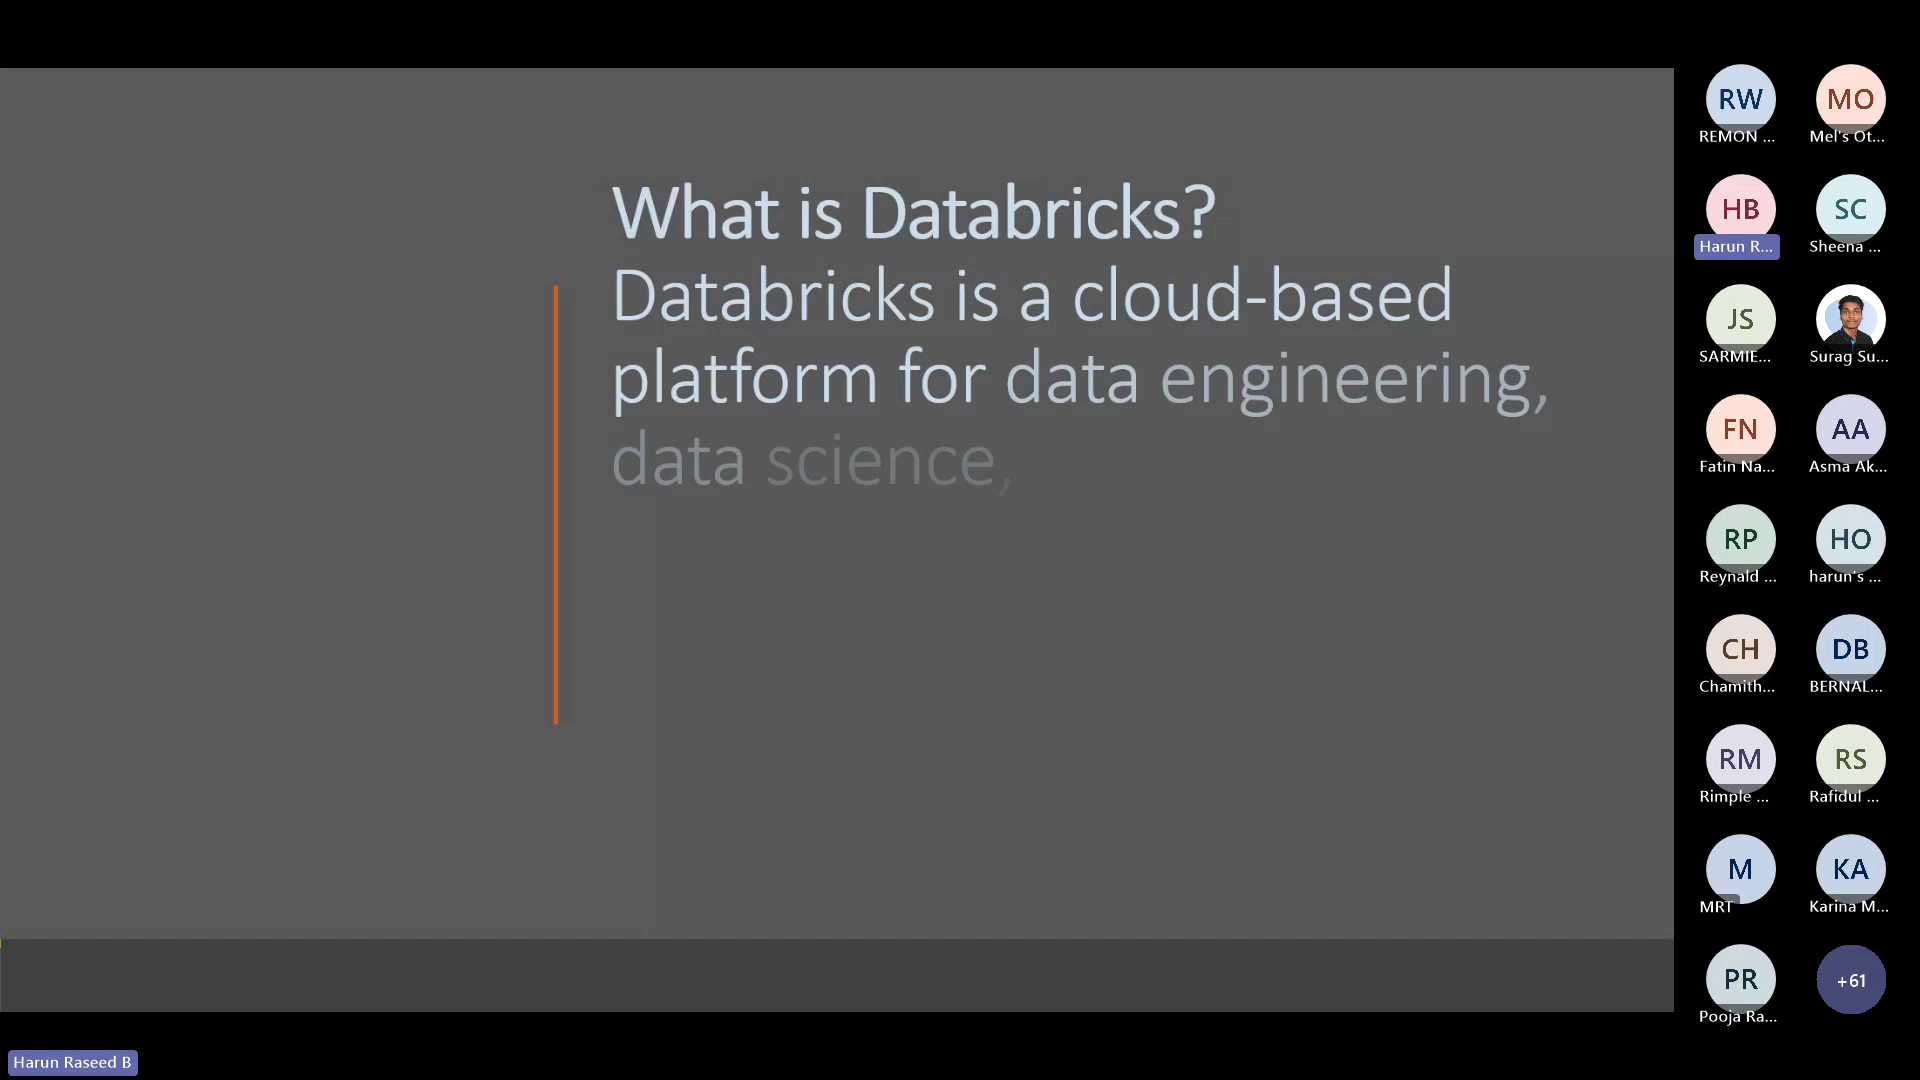 What is Databricks?
Databricks is a cloud-based
platform for data engineering,
data science,
RW
REMON ...
MO
Mel's Ot...
HB
Harun R...
SC
Sheena ...
JS
SARMIE...
Surag Su...
FN
Fatin Na...
AA
Asma Ak...
RP
Reynald ...
HO
harun's ...
CH
Chamith...
DB
BERNAL...
RM
Rimple ...
RS
Rafidul ...
M
MRT
KA
Karina M...
PR
Pooja Ra...
+61
Harun Raseed B